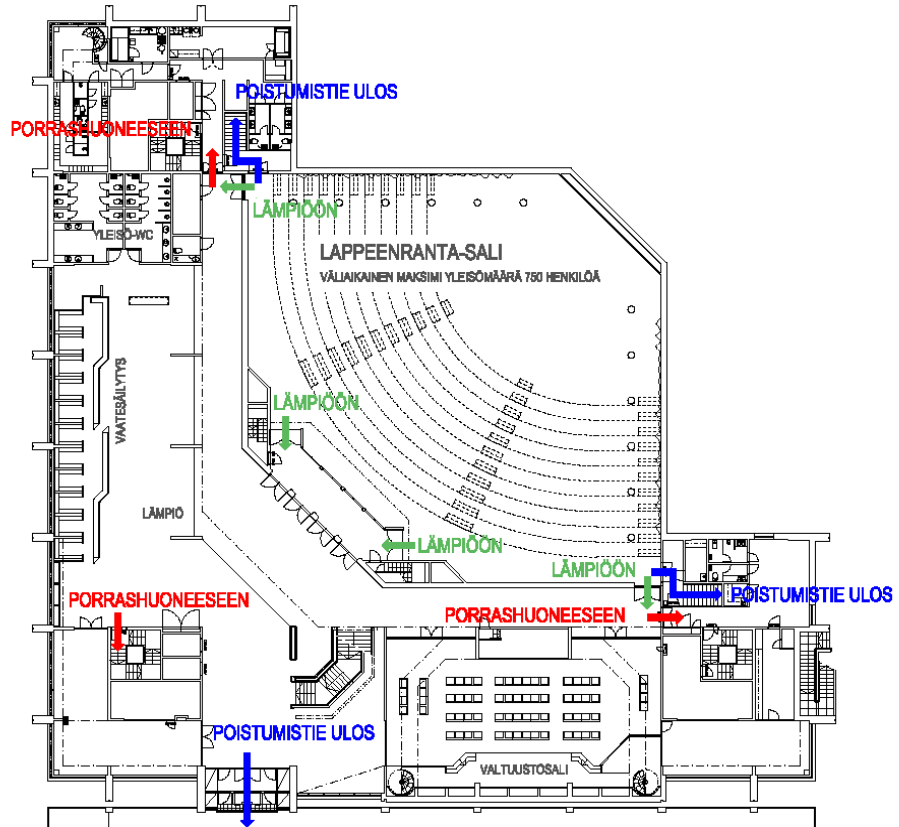 POISTUMISTIE ULOS
PORRASHUONEESEEN
LÄMPIÖÖN
YLEISÖ-WC
LAPPEENRANTA-SALI
VÄLIAIKAINEN MAKSIMI YLEISÖMÄÄRÄ 750 HENKILÖÄ
VAATESÄILYTYS
LÄMPIÖÖN
LÄMPIÖ
LÄMPIÖÖN
LÄMPIÖÖN
POISTUMISTIE ULOS
PORRASHUONEESEEN
PORRASHUONEESEEN
POISTUMISTIE ULOS
VALTUUSTOSALI